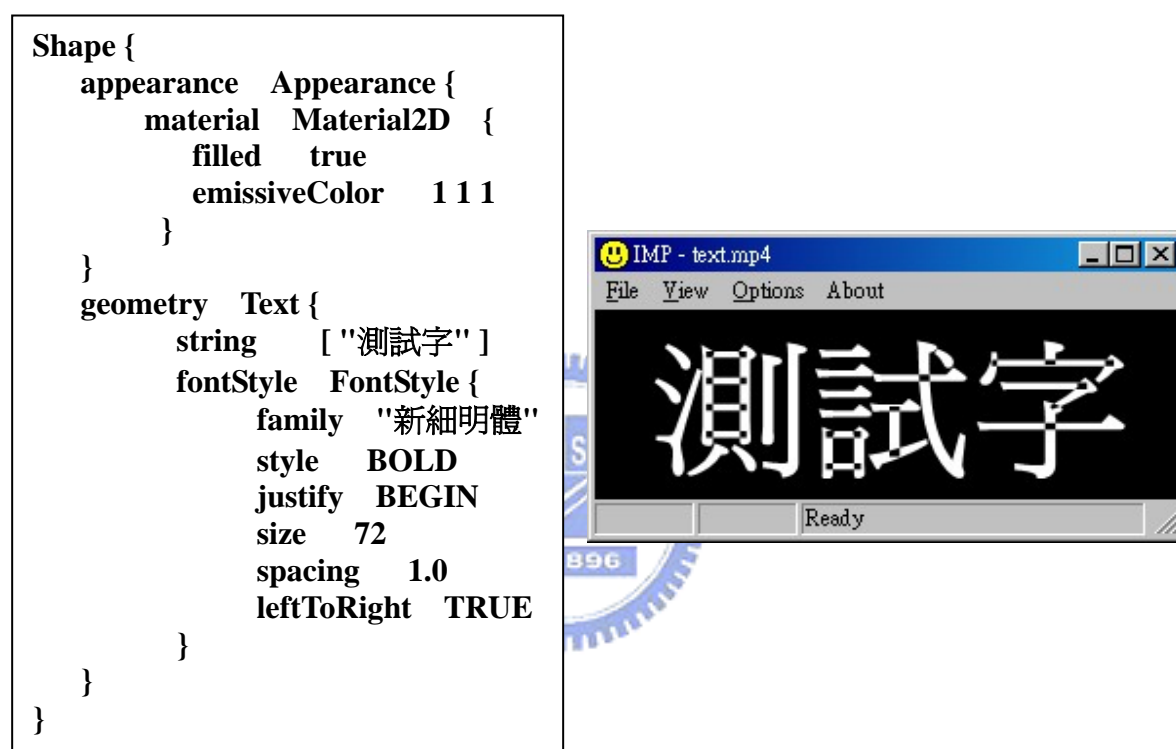 Shape {
appearance Appearance {
material Material2D {
filled true
emissiveColor 1 1 1
}
}
geometry Text {
string [ "測試字" ]
fontStyle FontStyle {
family "新細明體"
style BOLD
justify BEGIN
size 72
spacing 1.0
leftToRight TRUE
}
}
}
IMP - text.mp4
File View Options About
測試字
Ready
S
896